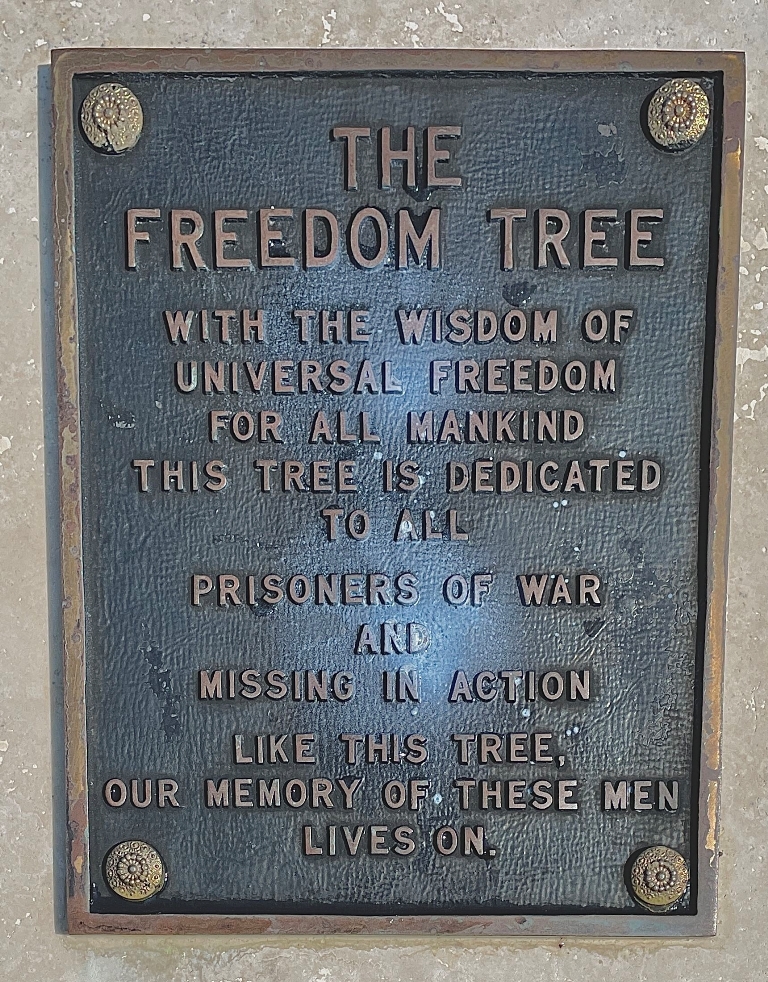 THE
FREEDOM TREE
WITH THE WISDOM OF
UNIVERSAL FREEDOM
FOR ALL MANKIND
THIS TREE IS DEDICATED
TO ALL
PRISONERS OF WAR
AND
MISSING IN ACTION
LIKE THIS TREE,
OUR MEMORY OF THESE MEN
LIVES ON.